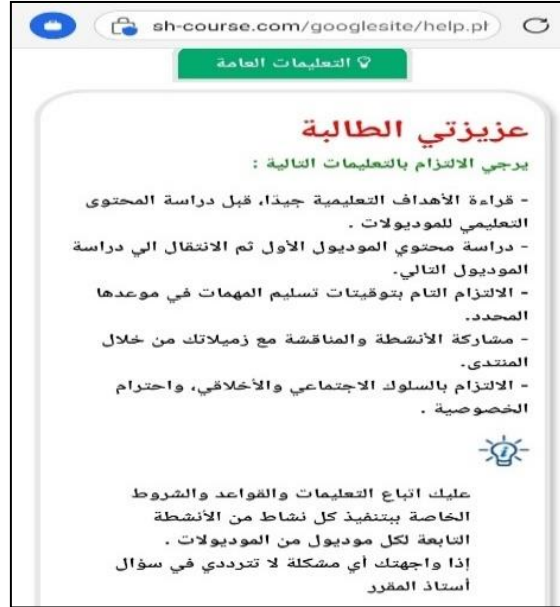 sh-course.com/googlesite/help.pl
التعليمات العامة
عزيزتي الطالبة
يرجي الالتزام بالتعليمات التالية :
- قراءة الأهداف التعليمية جيدًا، قبل دراسة المحتوى
التعليمي للموديولات .
- دراسة محتوي الموديول الأول ثم الانتقال الي دراسة
الموديول التالي.
- الالتزام التام بتوقيتات تسليم المهمات في موعدها
المحدد.
- مشاركة الأنشطة والمناقشة مع زميلاتك من خلال
المنتدى.
- الالتزام بالسلوك الاجتماعي والأخلاقي، واحترام
الخصوصية .
عليك اتباع التعليمات والقواعد والشروط
الخاصة ببتنفيذ كل نشاط من الأنشطة
التابعة لكل موديول من الموديولات .
إذا واجهتك أي مشكلة لا تترددي في سؤال
أستاذ المقرر